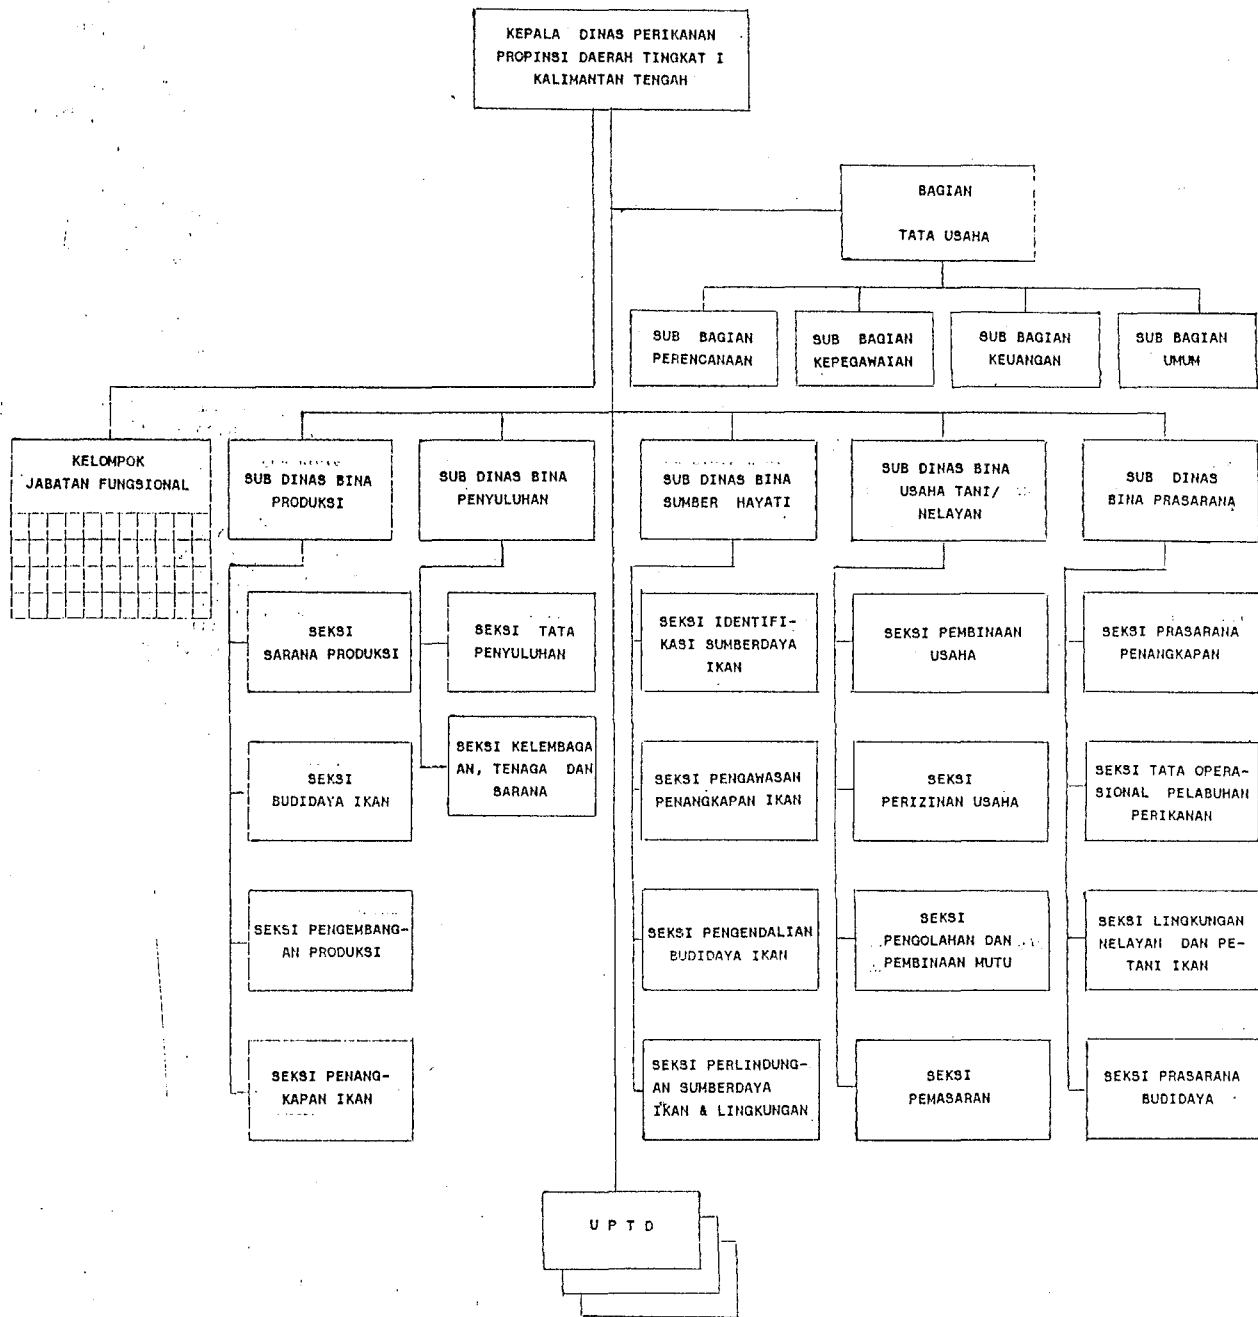 KEPALA DINAS PERIKANAN
PROPINSI DAERAH TINGKAT I
KALIMANTAN TENGAH
BAGIAN
TATA USAHA
SUB BAGIAN
PERENCANAAN
SUB BAGIAN
KEPEGAWAIAN
SUB BAGIAN
KEUANGAN
SUB BAGIAN
UMUM
KELOMPOK
JABATAN FUNGSIONAL
SUB DINAS BINA
PRODUKSI
SUB DINAS BINA
PENYULUHAN
SUB DINAS BINA
SUMBER HAYATI
SUB DINAS BINA
USAHA TANI/
NELAYAN
SUB DINAS
BINA PRASARANA
SEKSI
SARANA PRODUKSI
SEKSI TATA
PENYULUHAN
SEKSI IDENTIFI-
KASI SUMBERDAYA
IKAN
SEKSI PEMBINAAN
USAHA
SEKSI PRASARANA
PENANGKAPAN
SEKSI
BUDIDAYA IKAN
SEKSI KELEMBAGA
AN, TENAGA DAN
SARANA
SEKSI PENGAWASAN
PENANGKAPAN IKAN
SEKSI
PERIZINAN USAHA
SEKSI TATA OPERA-
SIONAL PELABUHAN
PERIKANAN
SEKSI PENGEMBANG-
AN PRODUKSI
SEKSI PENGENDALIAN
BUDIDAYA IKAN
SEKSI
PENGOLAHAN DAN
PEMBINAAN MUTU
SEKSI LINGKUNGAN
NELAYAN DAN PE-
TANI IKAN
SEKSI PENANG-
KAPAN IKAN
SEKSI PERLINDUNG-
AN SUMBERDAYA
IKAN & LINGKUNGAN
SEKSI
PEMASARAN
SEKSI PRASARANA
BUDIDAYA
U P T D